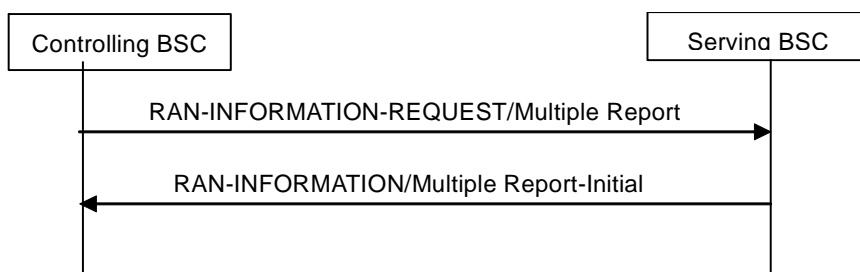 Controlling BSC
Serving BSC
RAN-INFORMATION-REQUEST/Multiple Report
RAN-INFORMATION/Multiple Report-Initial